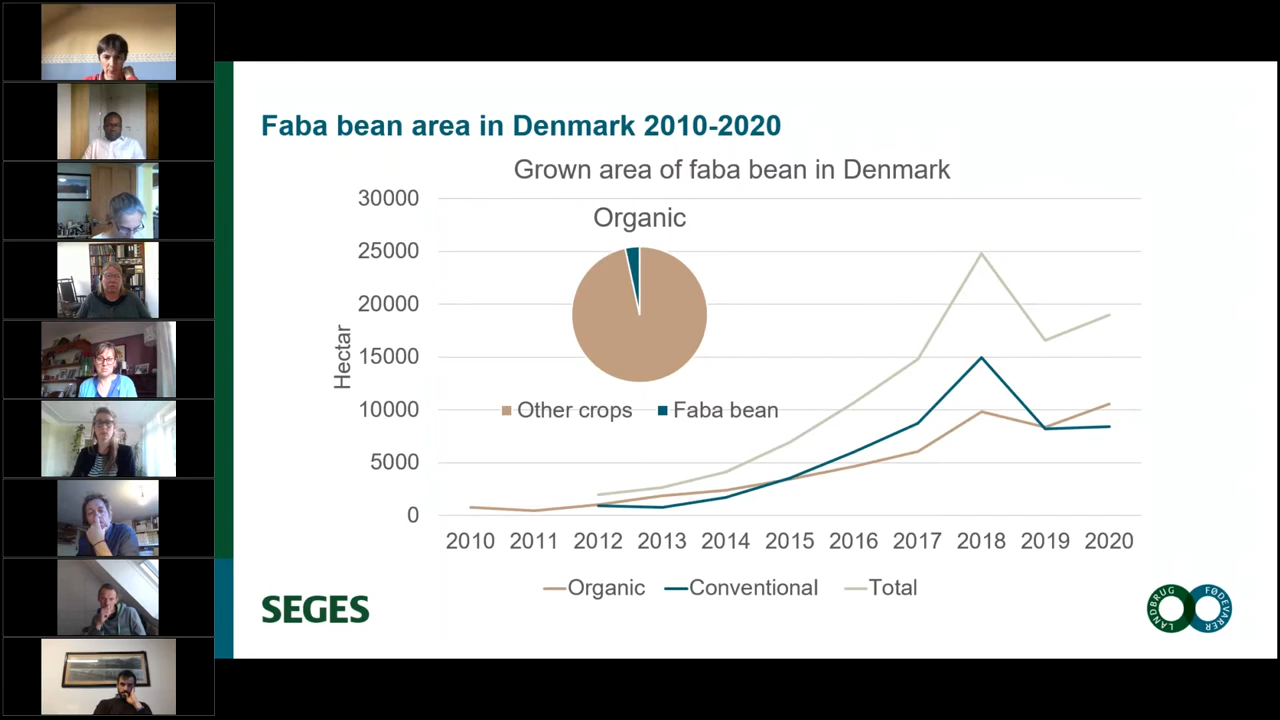 Faba bean area in Denmark 2010-2020
Grown area of faba bean in Denmark
30000
25000
20000
15000
10000
5000
0
Hectar
Organic
Other crops
Faba bean
2010 2011 2012 2013 2014 2015 2016 2017 2018 2019 2020
Organic Conventional Total
SEGES
LANDBRUG FØDEVARER